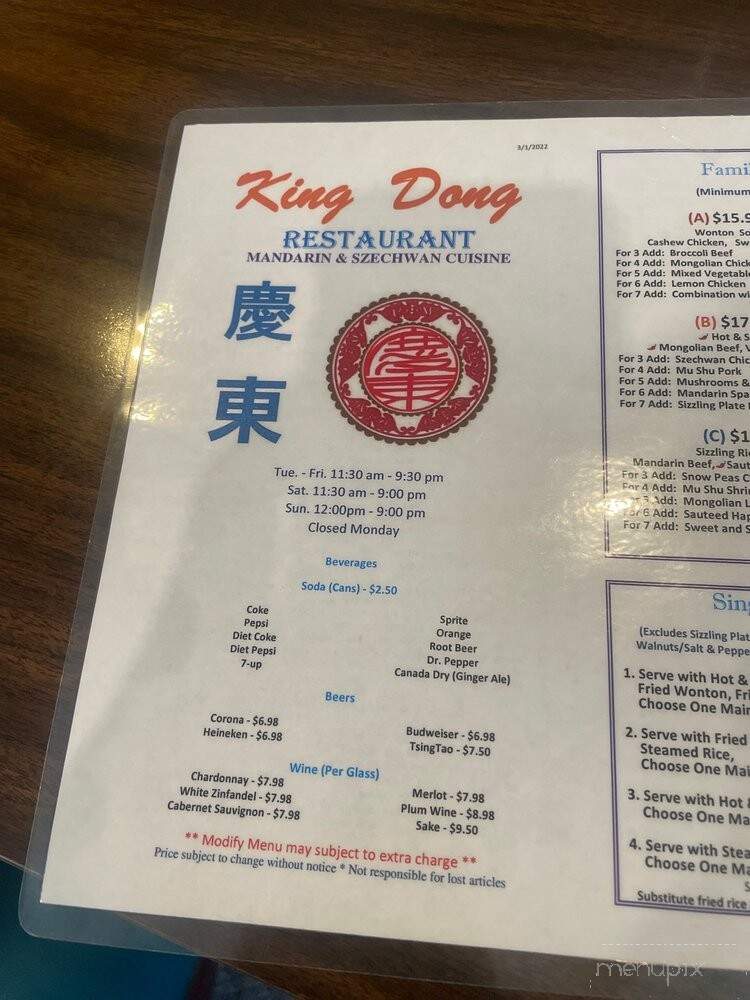 3/1/2022
King Dong
RESTAURANT
MANDARIN & SZECHWAN CUISINE
慶
東
Tue. - Fri. 11:30 am - 9:30 pm
Sat. 11:30 am - 9:00 pm
Sun. 12:00pm - 9:00 pm
Closed Monday
Beverages
Soda (Cans) - $2.50
Coke
Pepsi
Diet Coke
Diet Pepsi
7-up
Sprite
Orange
Root Beer
Dr. Pepper
Canada Dry (Ginger Ale)
Beers
Corona - $6.98
Heineken - $6.98
Budweiser - $6.98
TsingTao - $7.50
Wine (Per Glass)
Chardonnay - $7.98
White Zinfandel - $7.98
Cabernet Sauvignon - $7.98
Merlot - $7.98
Plum Wine - $8.98
Sake - $9.50
** Modify Menu may subject to extra charge **
Price subject to change without notice * Not responsible for lost articles
Famil
(Minimum
(A) $15.9
Wonton So
Cashew Chicken, Sw
For 3 Add: Broccoli Beef
For 4 Add: Mongolian Chick
For 5 Add: Mixed Vegetabl
For 6 Add: Lemon Chicken
For 7 Add: Combination wi
(B) $17
Hot & S
Mongolian Beef, V
For 3 Add: Szechwan Chic
For 4 Add: Mu Shu Pork
For 5 Add: Mushrooms &
For 6 Add: Mandarin Spa
For 7 Add: Sizzling Plate
(C) $1
Sizzling Ri
Mandarin Beef, Saut
For 3 Add: Snow Peas C
For 4 Add: Mu Shu Shri
For 5 Add: Mongolian L
For 6 Add: Sauteed Hap
For 7 Add: Sweet and S
Sing
(Excludes Sizzling Plat
Walnuts/Salt & Peppe
1. Serve with Hot &
Fried Wonton, Fri
Choose One Main
2. Serve with Fried
Steamed Rice,
Choose One Mai
3. Serve with Hot &
Choose One Ma
4. Serve with Stea
Choose One Ma
S
Substitute fried rice
menupix